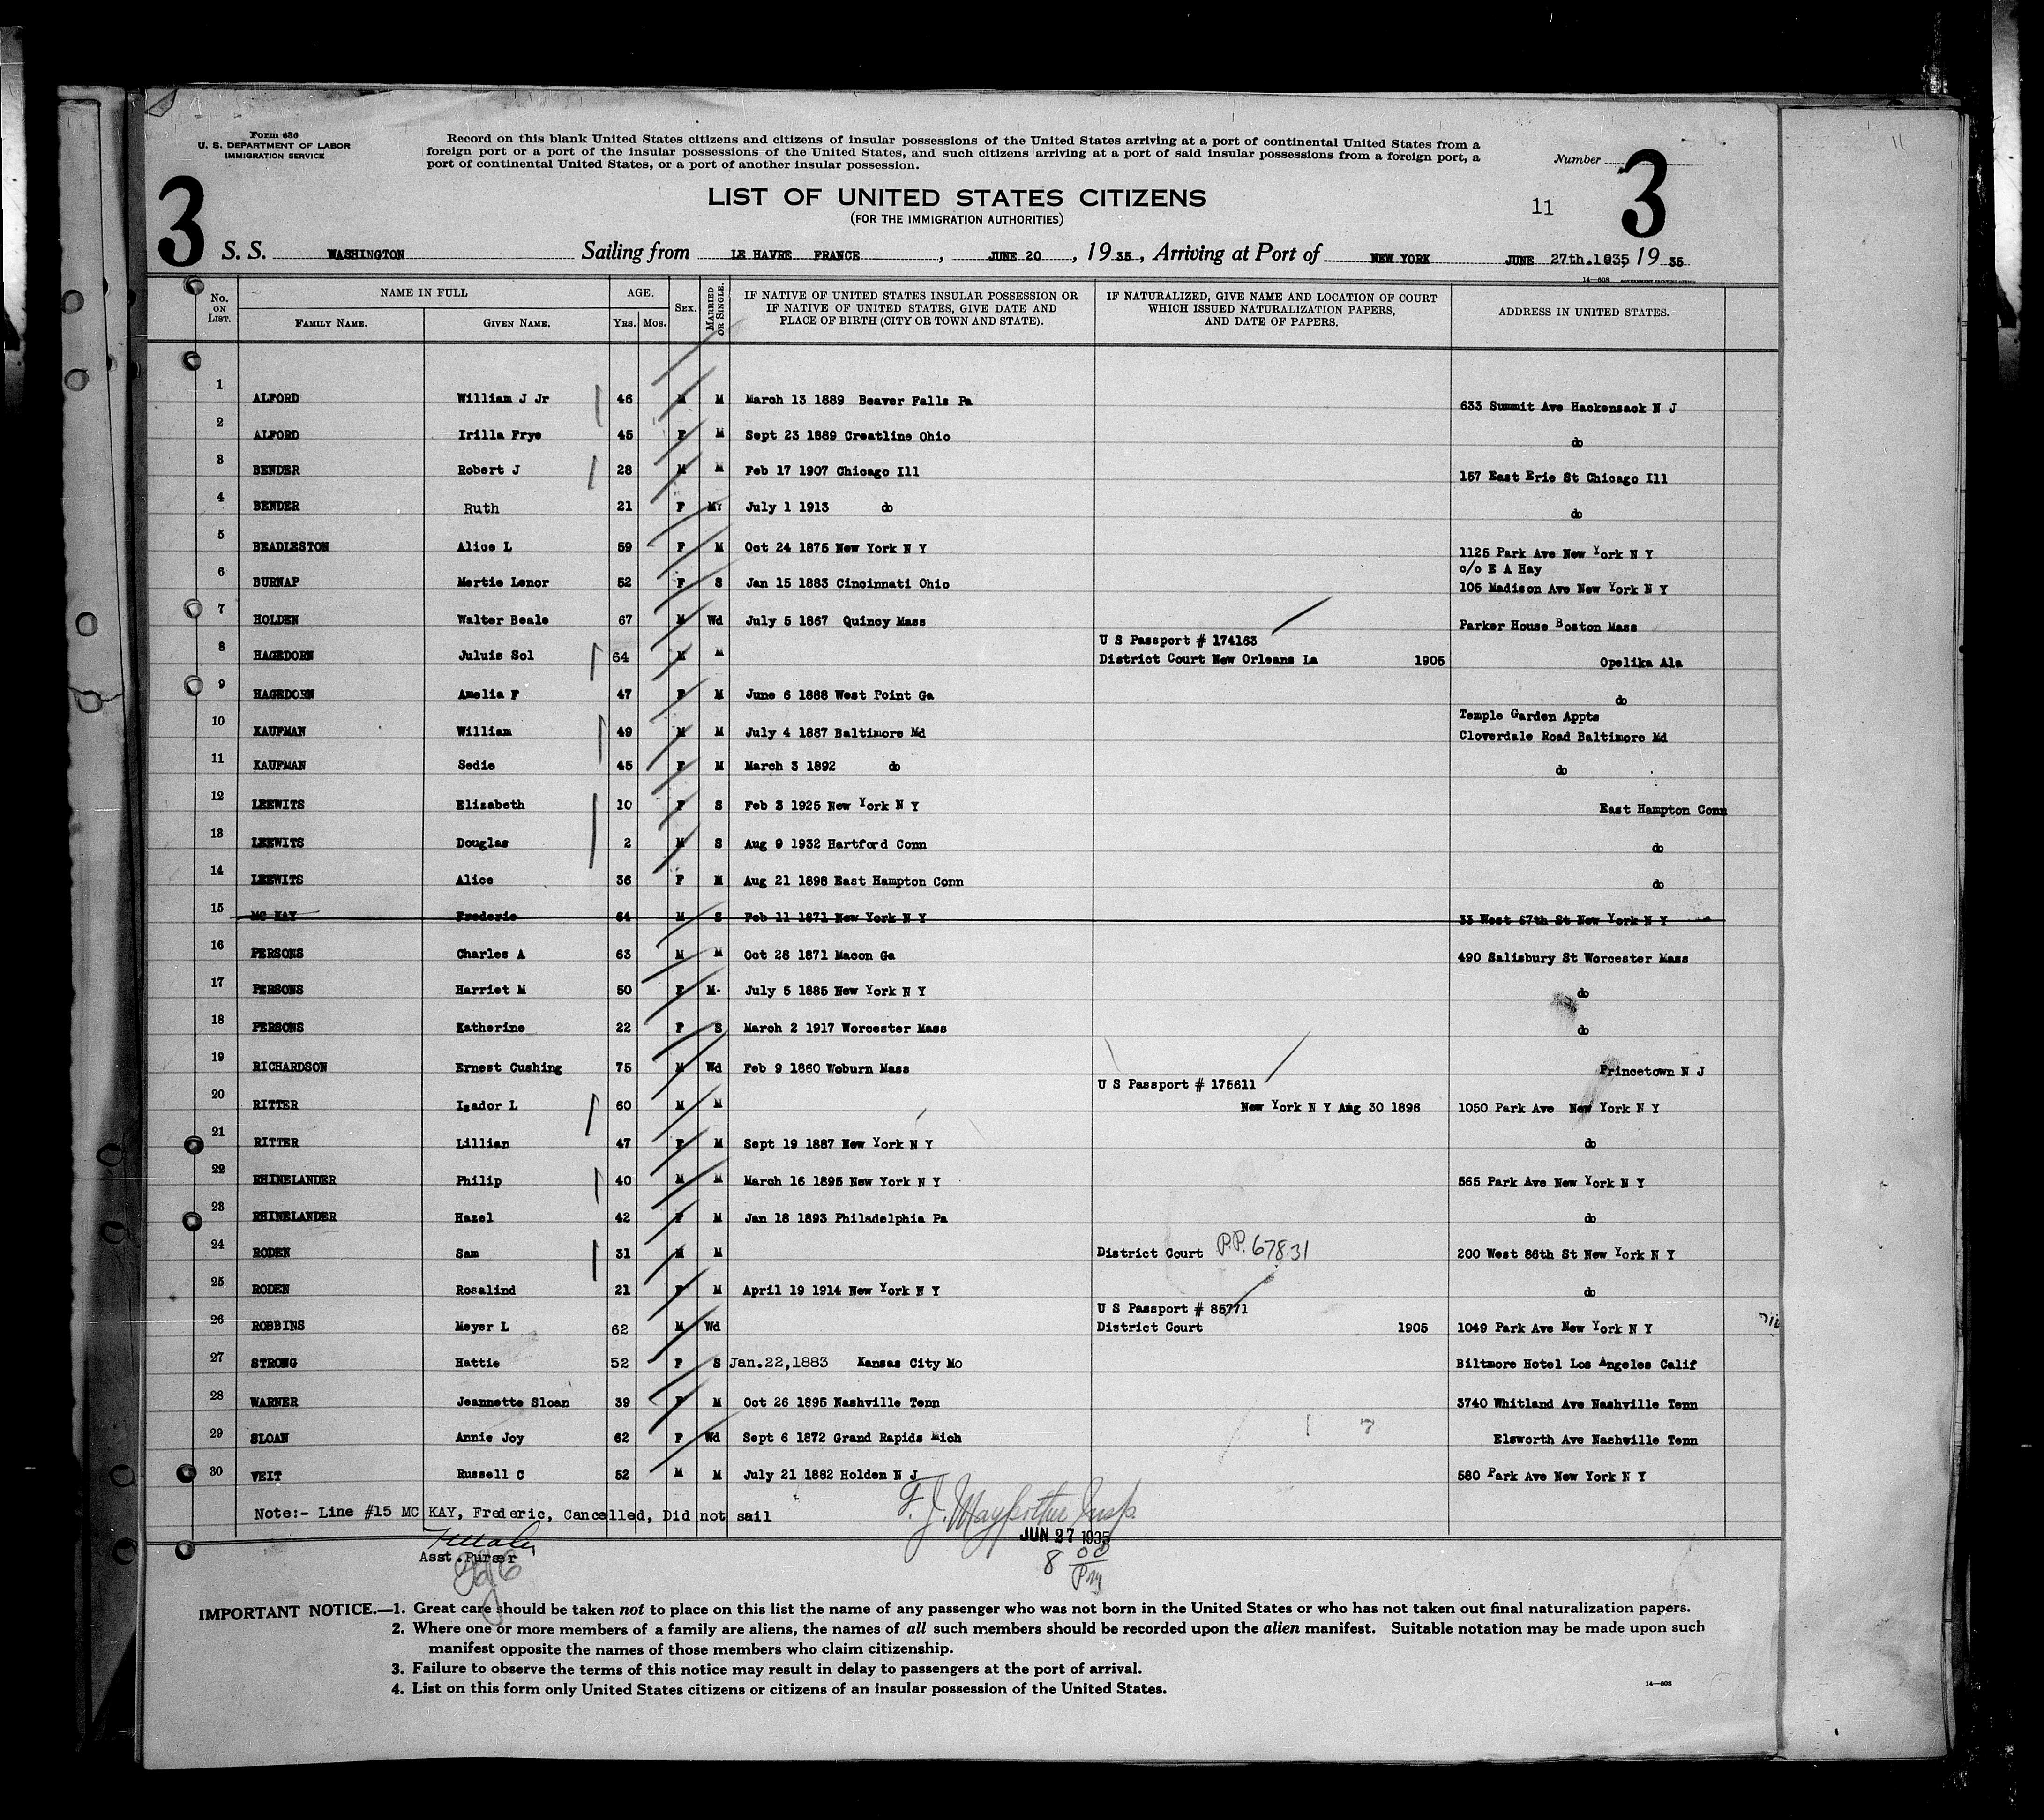 Form 630
U. S. DEPARTMENT OF LABOR
IMMIGRATION SERVICE
Record on this blank United States citizens and citizens of insular possessions of the United States arriving at a port of continental United States from a
foreign port or a port of the insular possessions of the United States, and such citizens arriving at a port of said insular possessions from a foreign port, a
port of continental United States, or a port of another insular possession.
Number
3
3
LIST OF UNITED STATES CITIZENS
(FOR THE IMMIGRATION AUTHORITIES)
11
S. S. WASHINGTON Sailing from LE HAVRE FRANCE, JUNE 20, 1935, Arriving at Port of NEW YORK JUNE 27th.1935, 1935
14—608
No. ON LIST. NAME IN FULL AGE. SEX. MARRIED OR SINGLE. IF NATIVE OF UNITED STATES INSULAR POSSESSION OR IF NATIVE OF UNITED STATES, GIVE DATE AND PLACE OF BIRTH (CITY OR TOWN AND STATE). IF NATURALIZED, GIVE NAME AND LOCATION OF COURT WHICH ISSUED NATURALIZATION PAPERS, AND DATE OF PAPERS. ADDRESS IN UNITED STATES.
FAMILY NAME. GIVEN NAME. YRS. MOS.
1 ALFORD William J Jr 46 M M March 13 1889 Beaver Falls Pa 633 Summit Ave Hackensack N J
2 ALFORD Irilla Frye 45 F M Sept 23 1889 Creatline Ohio do
3 BENDER Robert J 28 M M Feb 17 1907 Chicago Ill 157 East Erie St Chicago Ill
4 BENDER Ruth 21 F M July 1 1913 do do
5 BEADLESTON Alice L 59 F M Oct 24 1875 New York N Y 1125 Park Ave New York N Y
c/o E A Hay
6 BURNAP Mertie Lenor 52 F S Jan 15 1883 Cincinnati Ohio 105 Madison Ave New York N Y
7 HOLDEN Walter Beale 67 M Wd July 5 1867 Quincy Mass Parker House Boston Mass
U S Passport # 174163
8 HAGEDORN Juluis Sol 64 M M District Court New Orleans La 1905 Opelika Ala
9 HAGEDORN Amelia F 47 F M June 6 1888 West Point Ga do
Temple Garden Appts
10 KAUFMAN William 49 M M July 4 1887 Baltimore Md Cloverdale Road Baltimore Md
11 KAUFMAN Sedie 45 F M March 3 1892 do do
12 LEEWITS Elizabeth 10 F S Feb 3 1925 New York N Y East Hampton Conn
13 LEEWITS Douglas 2 M S Aug 9 1932 Hartford Conn do
14 LEEWITS Alice 36 F M Aug 21 1898 East Hampton Conn do
15 MC KAY Frederic 64 M S Feb 11 1871 New York N Y 33 West 67th St New York N Y
16 PERSONS Charles A 63 M M Oct 28 1871 Macon Ga 490 Salisbury St Worcester Mass
17 PERSONS Harriet M 50 F M July 5 1885 New York N Y do
18 PERSONS Katherine 22 F S March 2 1917 Worcester Mass do
19 RICHARDSON Ernest Cushing 75 M Wd Feb 9 1860 Woburn Mass Princetown N J
U S Passport # 175611
20 RITTER Isador L 60 M M New York N Y Aug 30 1896 1050 Park Ave New York N Y
21 RITTER Lillian 47 F M Sept 19 1887 New York N Y do
22 RHINELANDER Philip 40 M M March 16 1895 New York N Y 565 Park Ave New York N Y
23 RHINELANDER Hazel 42 F M Jan 18 1893 Philadelphia Pa do
24 RODEN Sam 31 M M District Court P.P. 67831 200 West 86th St New York N Y
25 RODEN Rosalind 21 F M April 19 1914 New York N Y do
U S Passport # 85771
26 ROBBINS Meyer L 62 M Wd District Court 1905 1049 Park Ave New York N Y
27 STRONG Hattie 52 F S Jan.22,1883 Kansas City Mo Biltmore Hotel Los Angeles Calif
28 WARNER Jeannette Sloan 39 F M Oct 26 1895 Nashville Tenn 3740 Whitland Ave Nashville Tenn
29 SLOAN Annie Joy 62 F Wd Sept 6 1872 Grand Rapids Mich Elsworth Ave Nashville Tenn
30 VEIT Russell C 52 M M July 21 1882 Holden N J 580 Park Ave New York N Y
Note:- Line #15 MC KAY, Frederic, Cancelled, Did not sail
JUN 27 1935
Asst.Purser
8 00 PM
IMPORTANT NOTICE.—1. Great care should be taken not to place on this list the name of any passenger who was not born in the United States or who has not taken out final naturalization papers.
2. Where one or more members of a family are aliens, the names of all such members should be recorded upon the alien manifest. Suitable notation may be made upon such
manifest opposite the names of those members who claim citizenship.
3. Failure to observe the terms of this notice may result in delay to passengers at the port of arrival.
4. List on this form only United States citizens or citizens of an insular possession of the United States.
14—608